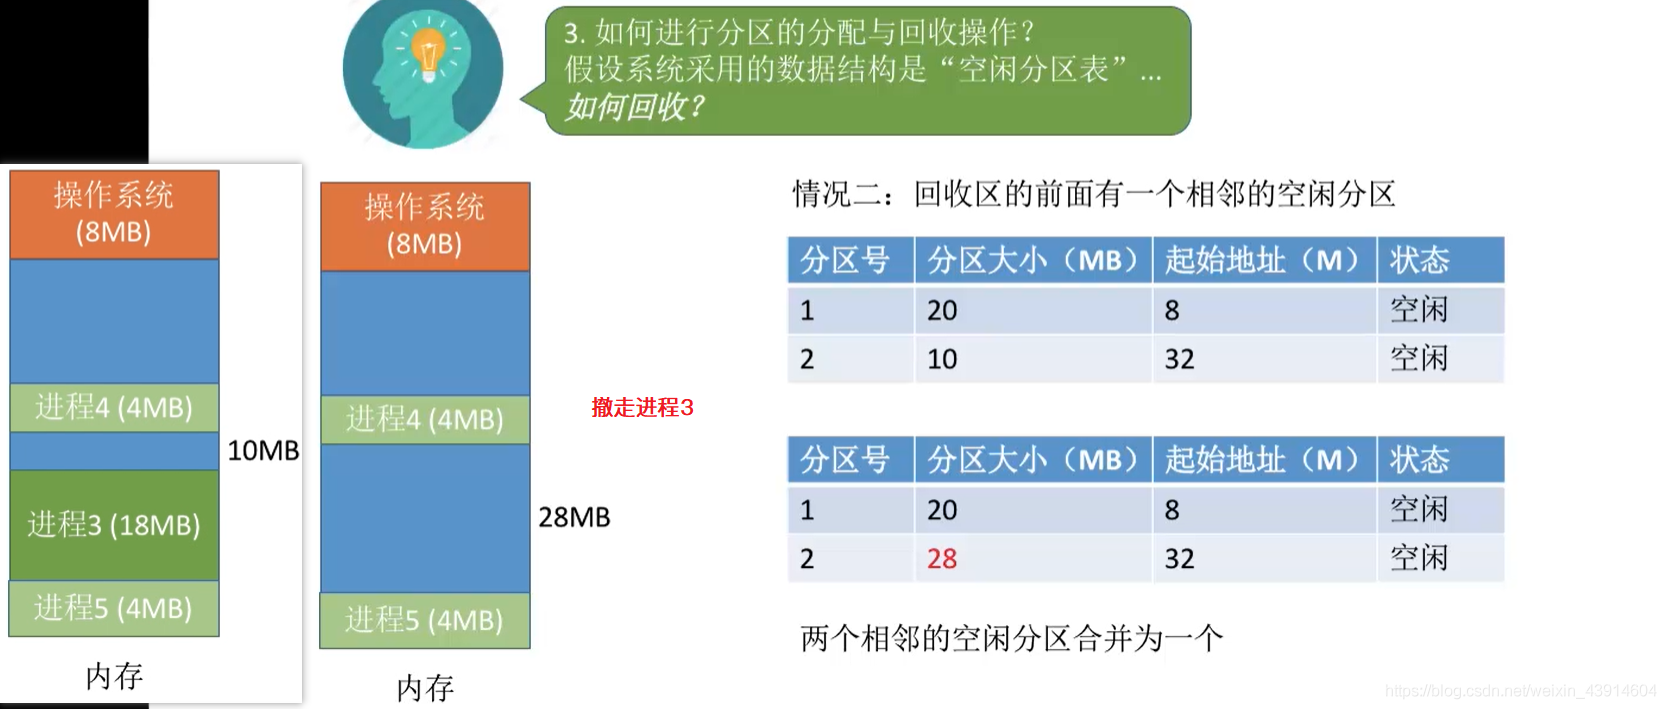 3. 如何进行分区的分配与回收操作？
假设系统采用的数据结构是“空闲分区表”...
如何回收？
操作系统
(8MB)
进程4 (4MB)
10MB
进程3 (18MB)
进程5 (4MB)
内存
操作系统
(8MB)
进程4 (4MB)
28MB
进程5 (4MB)
内存
撤走进程3
情况二：回收区的前面有一个相邻的空闲分区
分区号 分区大小（MB） 起始地址（M） 状态
1 20 8 空闲
2 10 32 空闲
分区号 分区大小（MB） 起始地址（M） 状态
1 20 8 空闲
2 28 32 空闲
两个相邻的空闲分区合并为一个
https://blog.csdn.net/weixin_43914604